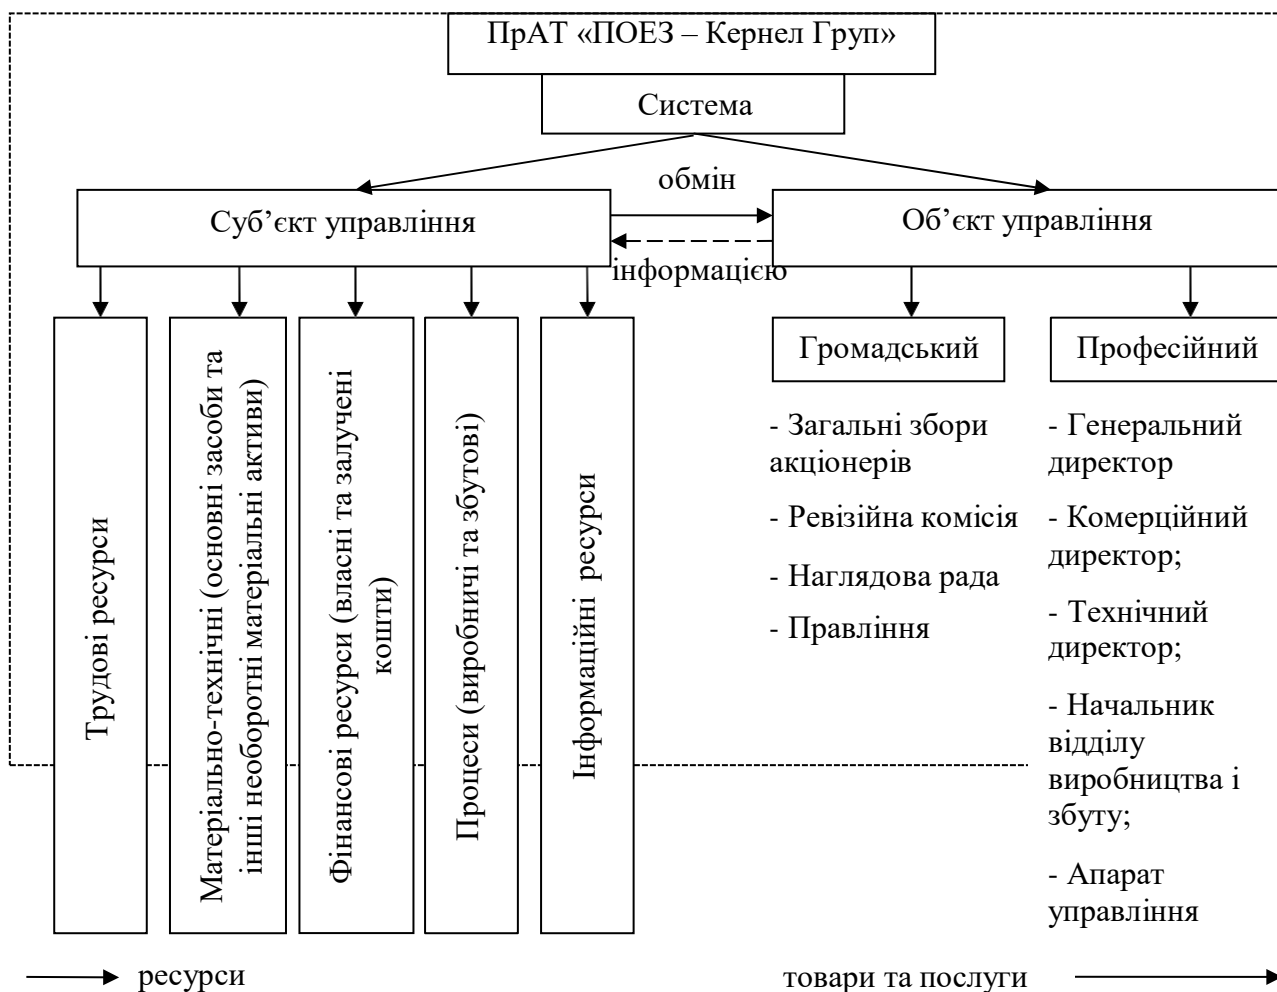 ПрАТ «ПОЕЗ – Кернел Груп»
Система
обмін
Суб’єкт управління
Об’єкт управління
інформацією
Трудові ресурси
Матеріально-технічні (основні засоби та
інші необоротні матеріальні активи)
Фінансові ресурси (власні та залучені
кошти)
Процеси (виробничі та збутові)
Інформаційні ресурси
Громадський
- Загальні збори
акціонерів
- Ревізійна комісія
- Наглядова рада
- Правління
Професійний
- Генеральний
директор
- Комерційний
директор;
- Технічний
директор;
- Начальник
відділу
виробництва і
збуту;
- Апарат
управління
ресурси
товари та послуги